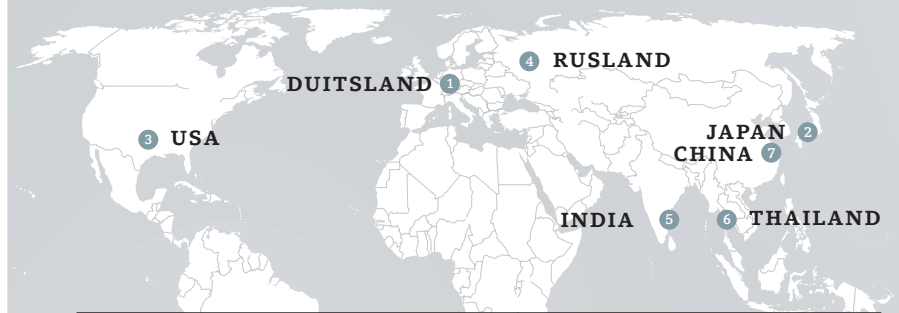 4 RUSLAND
DUITSLAND 1
3 USA
JAPAN 2
CHINA 7
INDIA 5
6 THAILAND